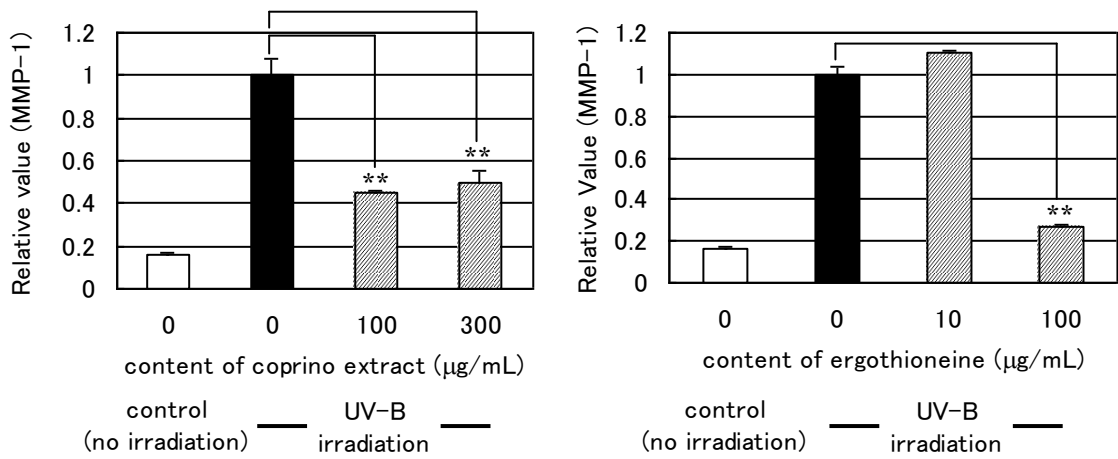 Relative value (MMP-1)
1.2
1
0.8
0.6
0.4
0.2
0
**
**
0 0 100 300
content of coprino extract (μg/mL)
control
(no irradiation)
UV-B
irradiation
Relative Value (MMP-1)
1.2
1
0.8
0.6
0.4
0.2
0
**
0 0 10 100
content of ergothioneine (μg/mL)
control
(no irradiation)
UV-B
irradiation